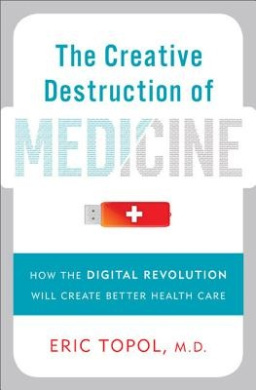 The Creative
Destruction of
MEDICINE
HOW THE DIGITAL REVOLUTION
WILL CREATE BETTER HEALTH CARE
ERIC TOPOL, M.D.